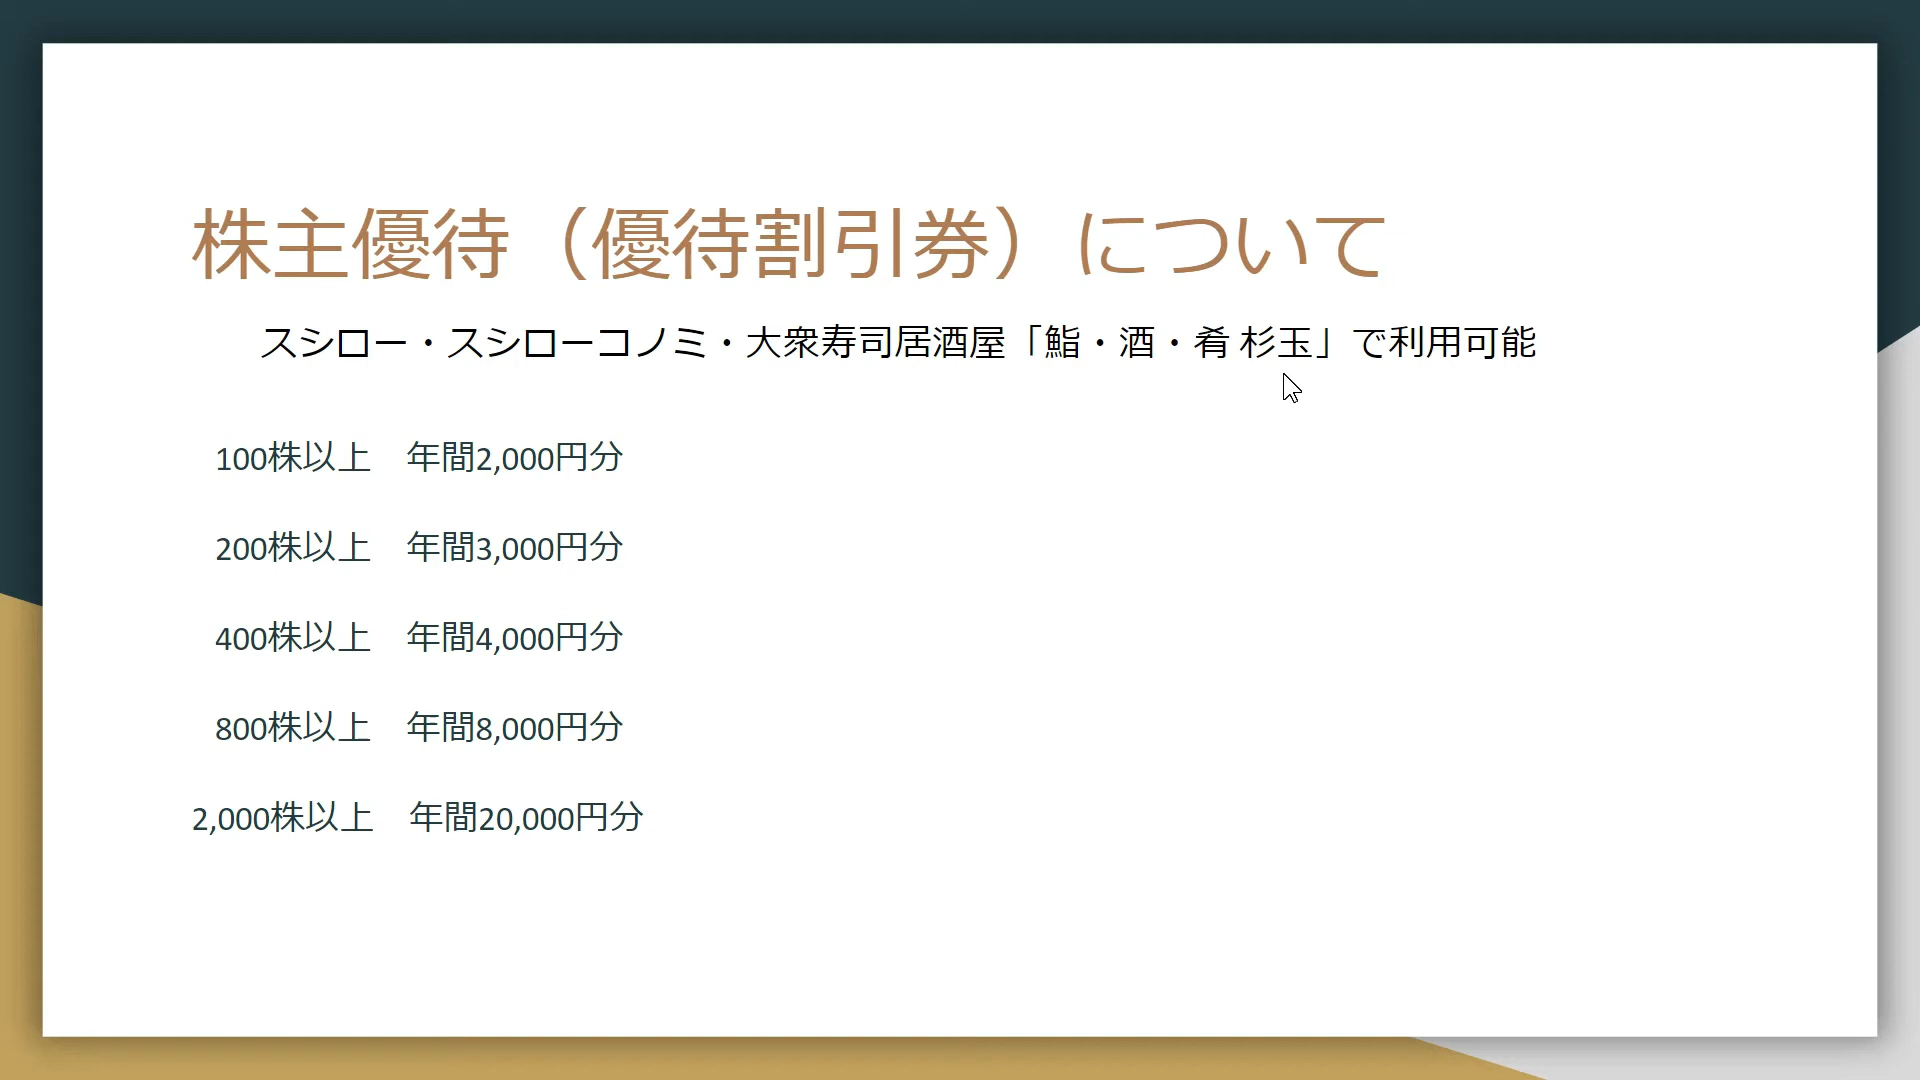 株主優待（優待割引券）について
スシロー・スシローコノミ・大衆寿司居酒屋「鮨・酒・肴 杉玉」で利用可能
100株以上　年間2,000円分
200株以上　年間3,000円分
400株以上　年間4,000円分
800株以上　年間8,000円分
2,000株以上　年間20,000円分